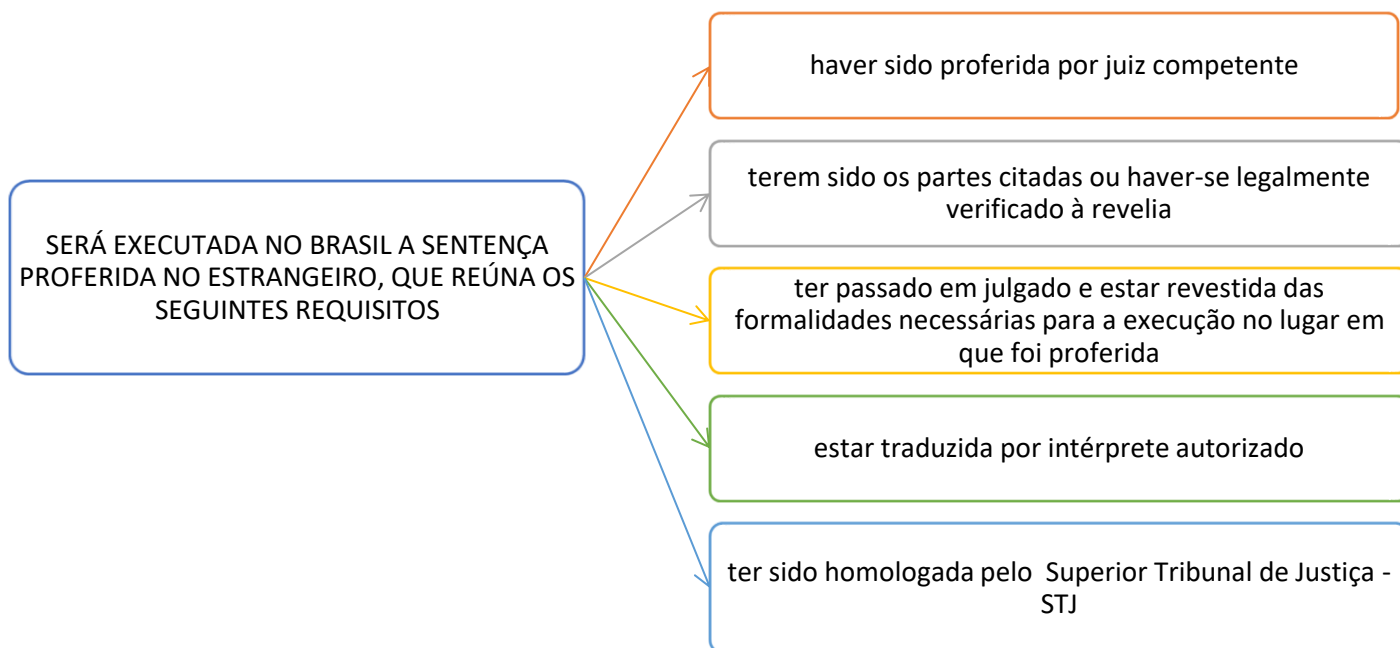 SERÁ EXECUTADA NO BRASIL A SENTENÇA
PROFERIDA NO ESTRANGEIRO, QUE REÚNA OS
SEGUINTES REQUISITOS
haver sido proferida por juiz competente
terem sido os partes citadas ou haver-se legalmente
verificado à revelia
ter passado em julgado e estar revestida das
formalidades necessárias para a execução no lugar em
que foi proferida
estar traduzida por intérprete autorizado
ter sido homologada pelo Superior Tribunal de Justiça -
STJ